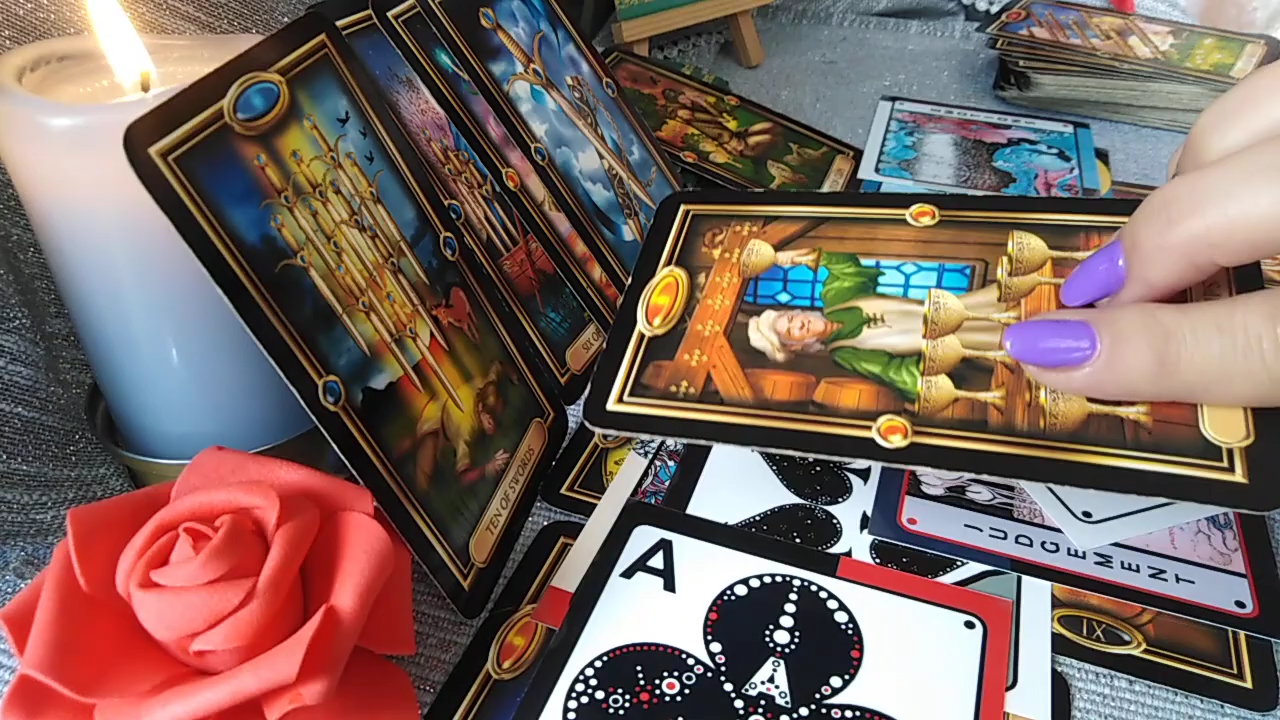 TEN OF SWORDS
SIX OF
A
JUDGEMENT
IX